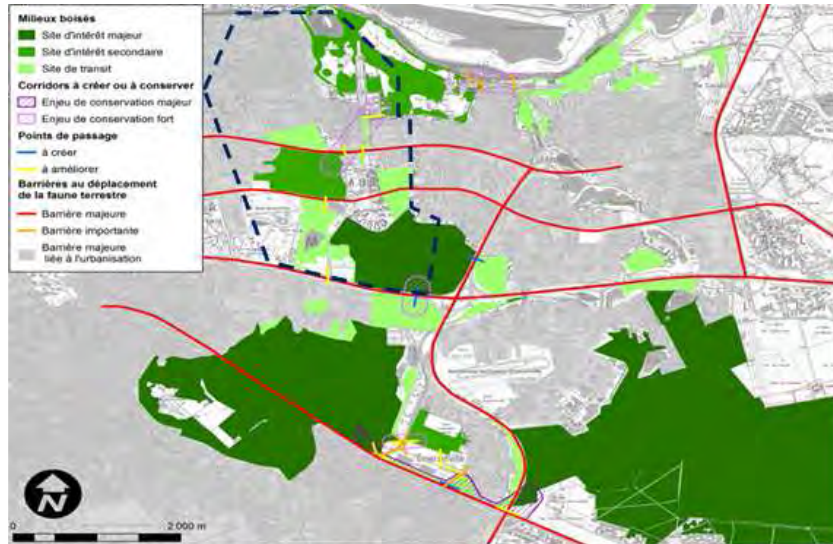 Milieux boisés
Site d'intérêt majeur
Site d'intérêt secondaire
Site de transit
Corridors à créer ou à conserver
Enjeu de conservation majeur
Enjeu de conservation fort
Points de passage
à créer
à améliorer
Barrières au déplacement
de la faune terrestre
Barrière majeure
Barrière importante
Barrière majeure
liée à l'urbanisation
N
0
2 000 m